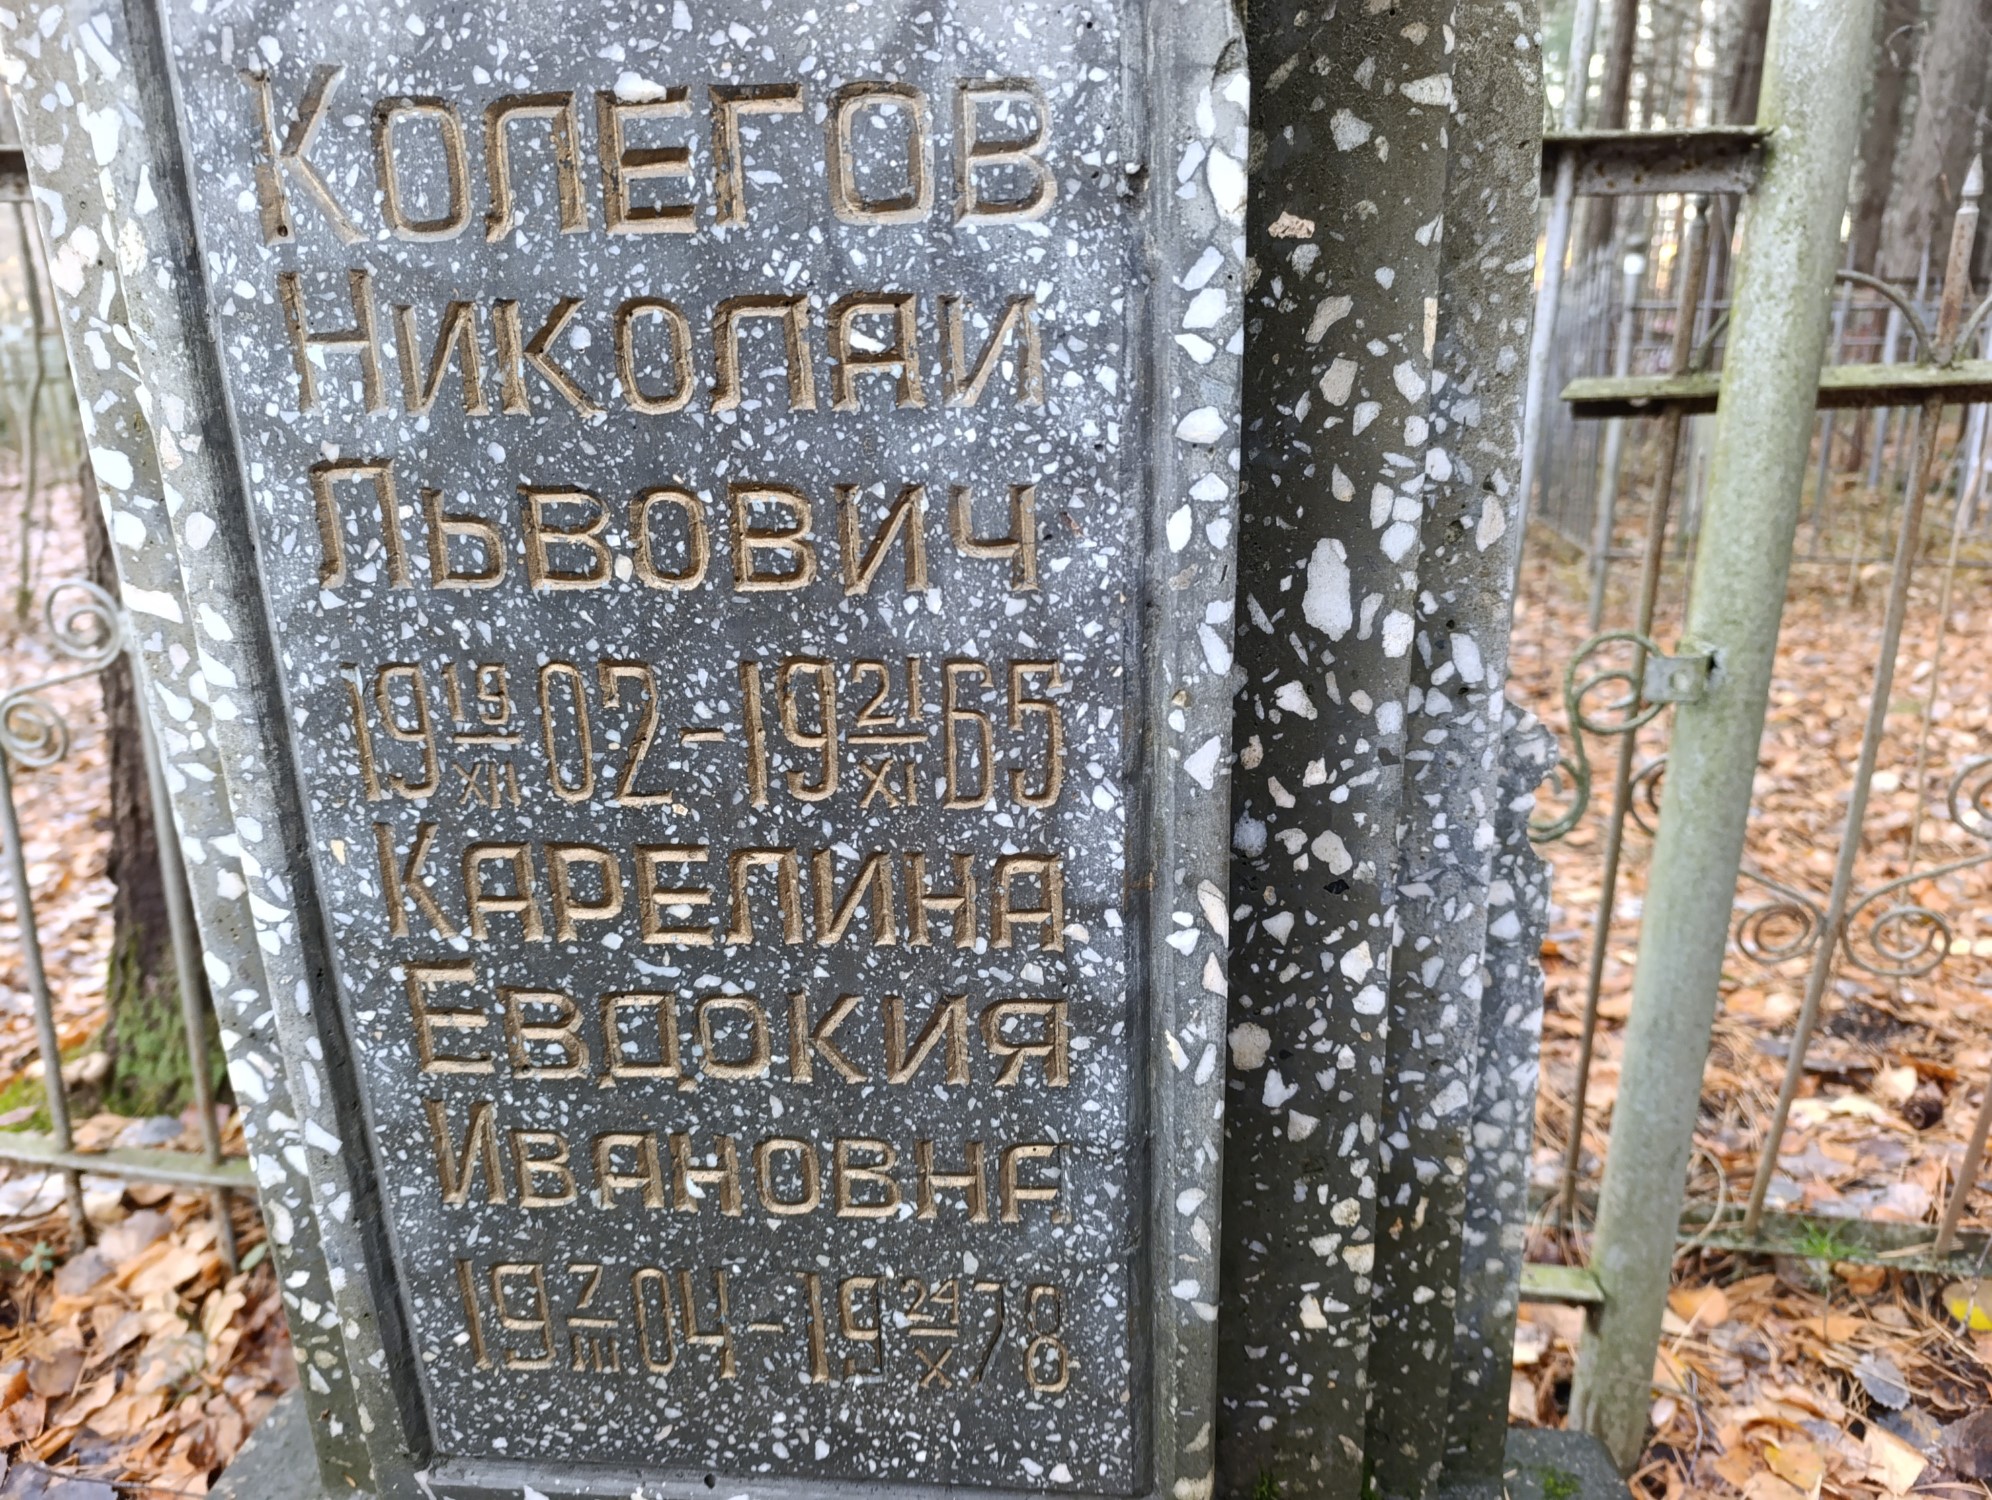 Колегов
Николаи
Львович
19 19/XII 02 - 19 21/XI 65
Карелина
Евдокия
Ивановна
19 7/III 04 - 19 24/X 78